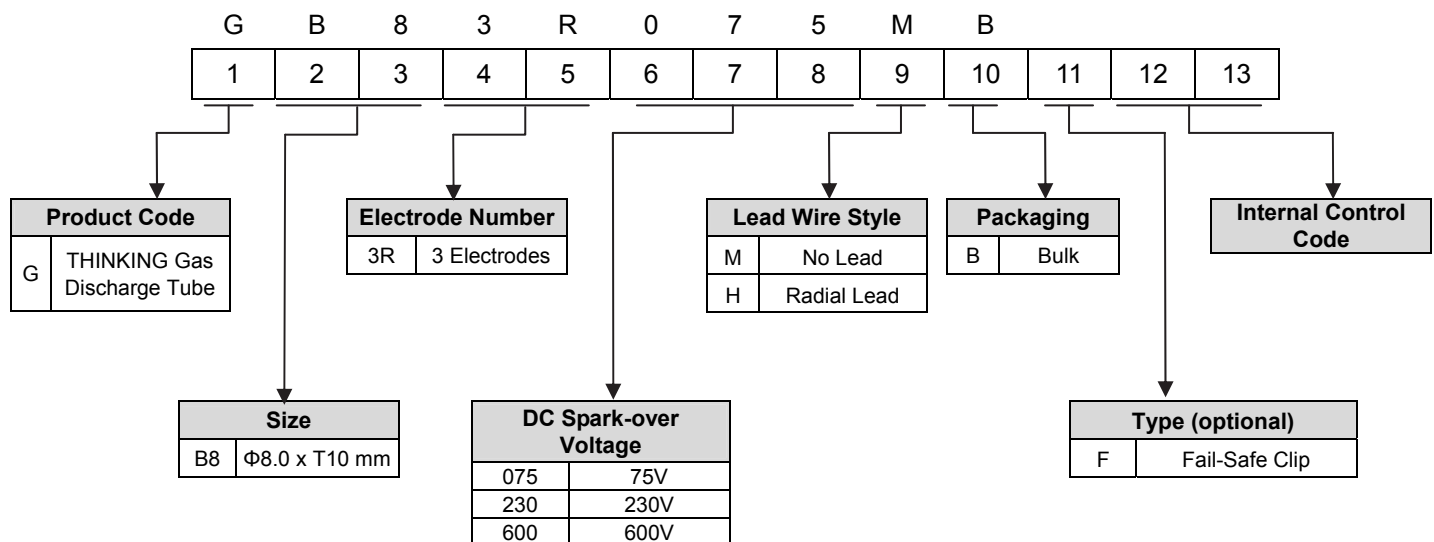 G B 8 3 R 0 7 5 M B
1 2 3 4 5 6 7 8 9 10 11 12 13
Product Code
G THINKING Gas
Discharge Tube
Electrode Number
3R 3 Electrodes
Lead Wire Style
M No Lead
H Radial Lead
Packaging
B Bulk
Internal Control
Code
Size
B8 Φ8.0 x T10 mm
DC Spark-over
Voltage
075 75V
230 230V
600 600V
Type (optional)
F Fail-Safe Clip